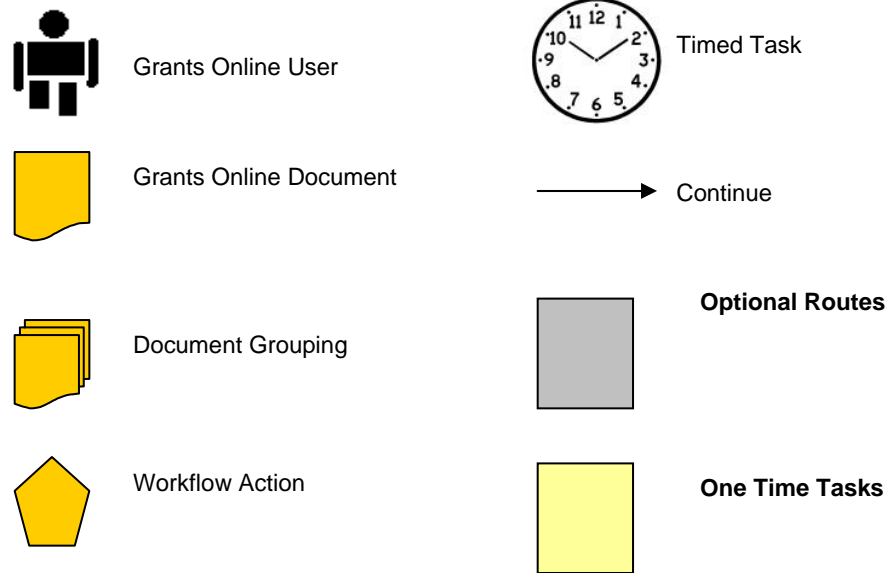 Grants Online User
Grants Online Document
Document Grouping
Workflow Action
11 12 1
10 2
9 3
8 4
7 6 5
Timed Task
Continue
Optional Routes
One Time Tasks